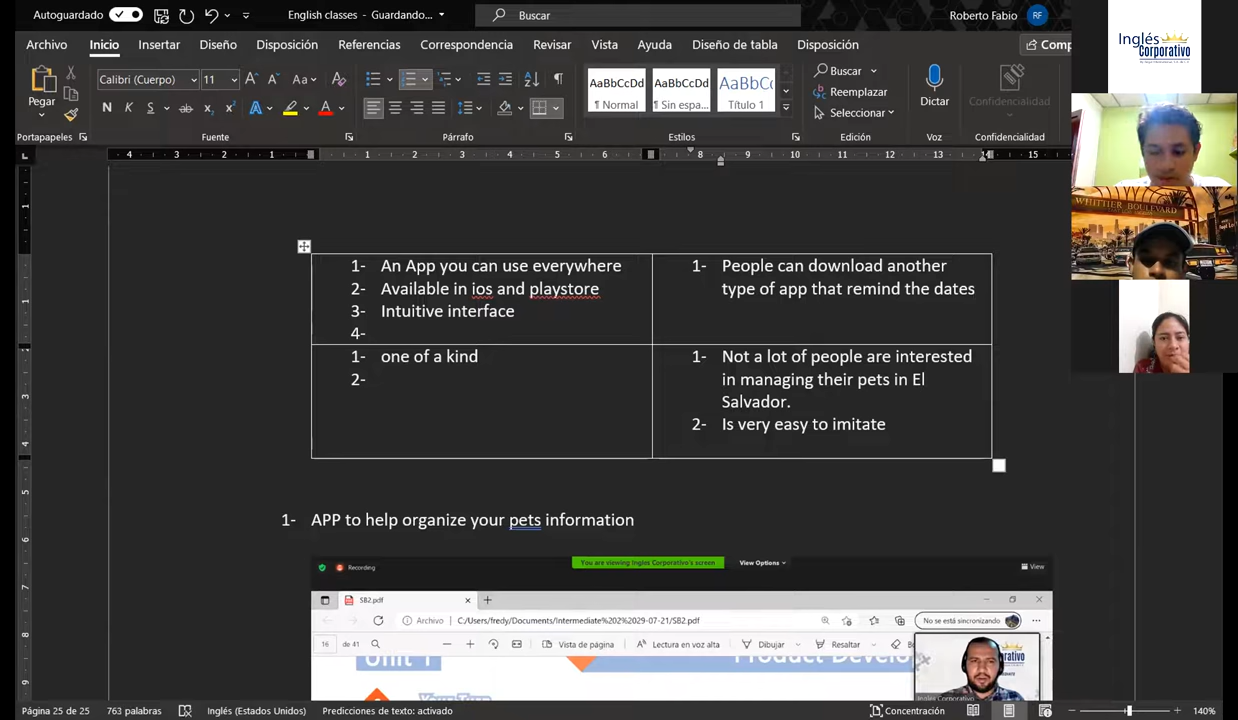 Autoguardado
English classes - Guardando...
Buscar
Roberto Fabio
RF
Archivo Inicio Insertar Diseño Disposición Referencias Correspondencia Revisar Vista Ayuda Diseño de tabla Disposición
Comp
Pegar
Calibri (Cuerpo)
11
N K S
AaBbCcDd AaBbCcDd AaBbC
¶ Normal ¶ Sin espa... Título 1
Buscar
Reemplazar
Seleccionar
Dictar
Confidencialidad
Portapapeles Fuente Párrafo Estilos Edición Voz Confidencialidad
Inglés
Corporativo
WHITTIER BOULEVARD
1- An App you can use everywhere
2- Available in ios and playstore
3- Intuitive interface
4-
1- People can download another
type of app that remind the dates
1- one of a kind
2-
1- Not a lot of people are interested
in managing their pets in El
Salvador.
2- Is very easy to imitate
1- APP to help organize your pets information
Recording
You are viewing Ingles Corporativo's screen
View Options
View
SB2.pdf
Archivo
C:/Users/fredy/Documents/Intermediate%202%2029-07-21/SB2.pdf
No se está sincronizando
16 de 41
Vista de página
Lectura en voz alta
Dibujar
Resaltar
Unit 1
Product Develo
Ingles Corporativo
Página 25 de 25
763 palabras
Inglés (Estados Unidos)
Predicciones de texto: activado
Concentración
140%